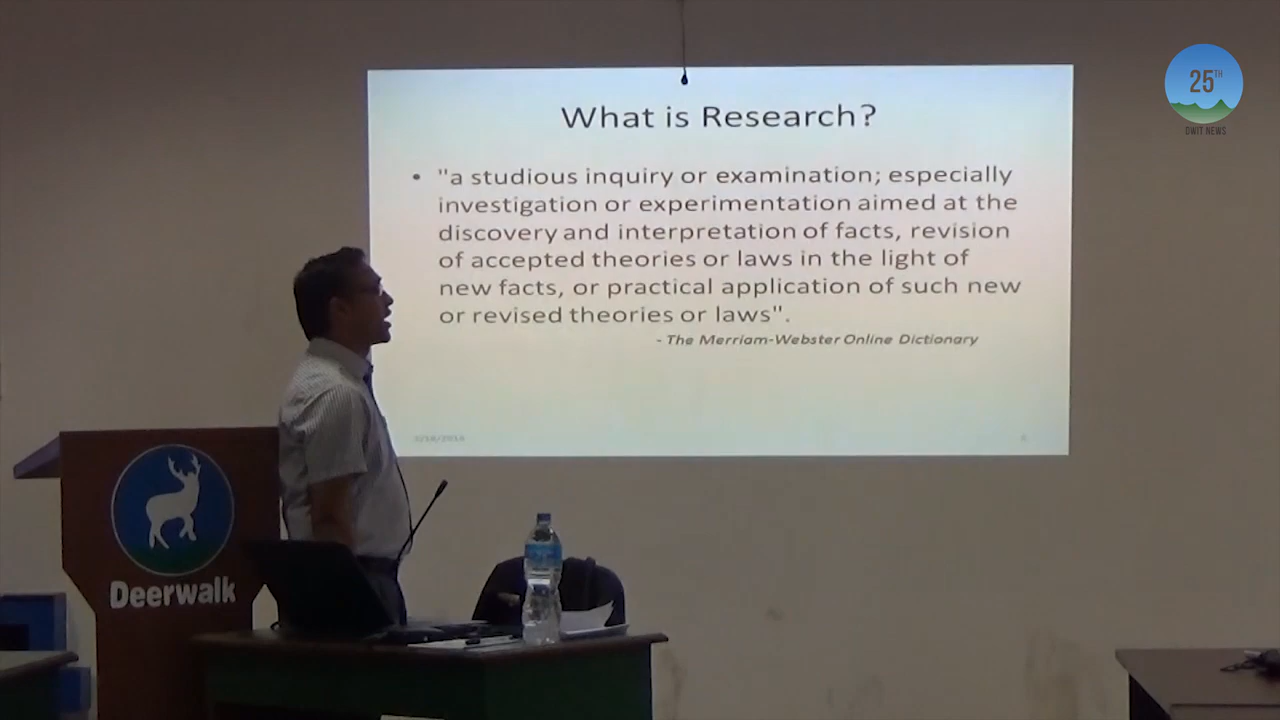 25TH
DWIT NEWS
What is Research?
• "a studious inquiry or examination; especially
investigation or experimentation aimed at the
discovery and interpretation of facts, revision
of accepted theories or laws in the light of
new facts, or practical application of such new
or revised theories or laws".
- The Merriam-Webster Online Dictionary
Deerwalk